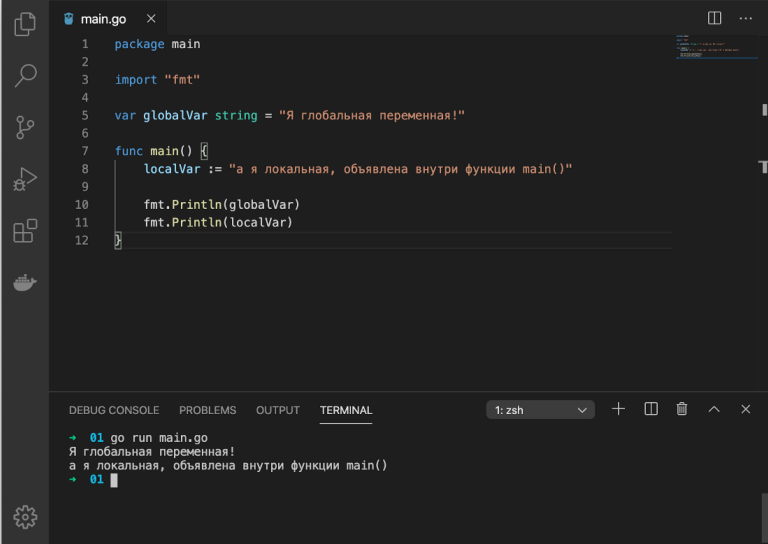 main.go
1 package main
2
3 import "fmt"
4
5 var globalVar string = "Я глобальная переменная!"
6
7 func main() {
8 localVar := "а я локальная, объявлена внутри функции main()"
9
10 fmt.Println(globalVar)
11 fmt.Println(localVar)
12 }
DEBUG CONSOLE PROBLEMS OUTPUT TERMINAL 1: zsh
→ 01 go run main.go
Я глобальная переменная!
а я локальная, объявлена внутри функции main()
→ 01